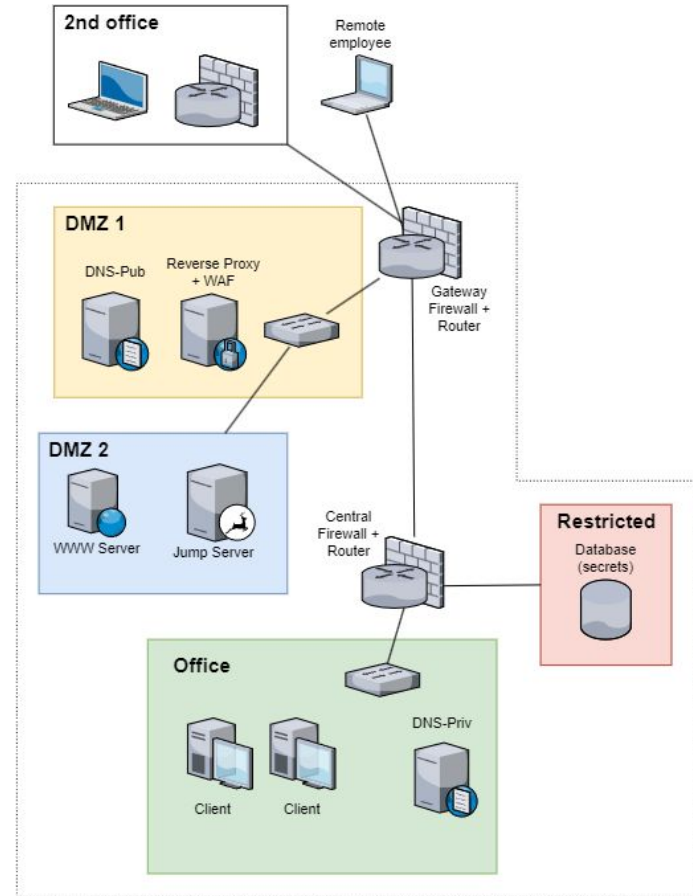 2nd office
Remote
employee
DMZ 1
DNS-Pub
Reverse Proxy
+ WAF
Gateway
Firewall +
Router
DMZ 2
WWW Server
Jump Server
Central
Firewall +
Router
Restricted
Database
(secrets)
Office
DNS-Priv
Client
Client